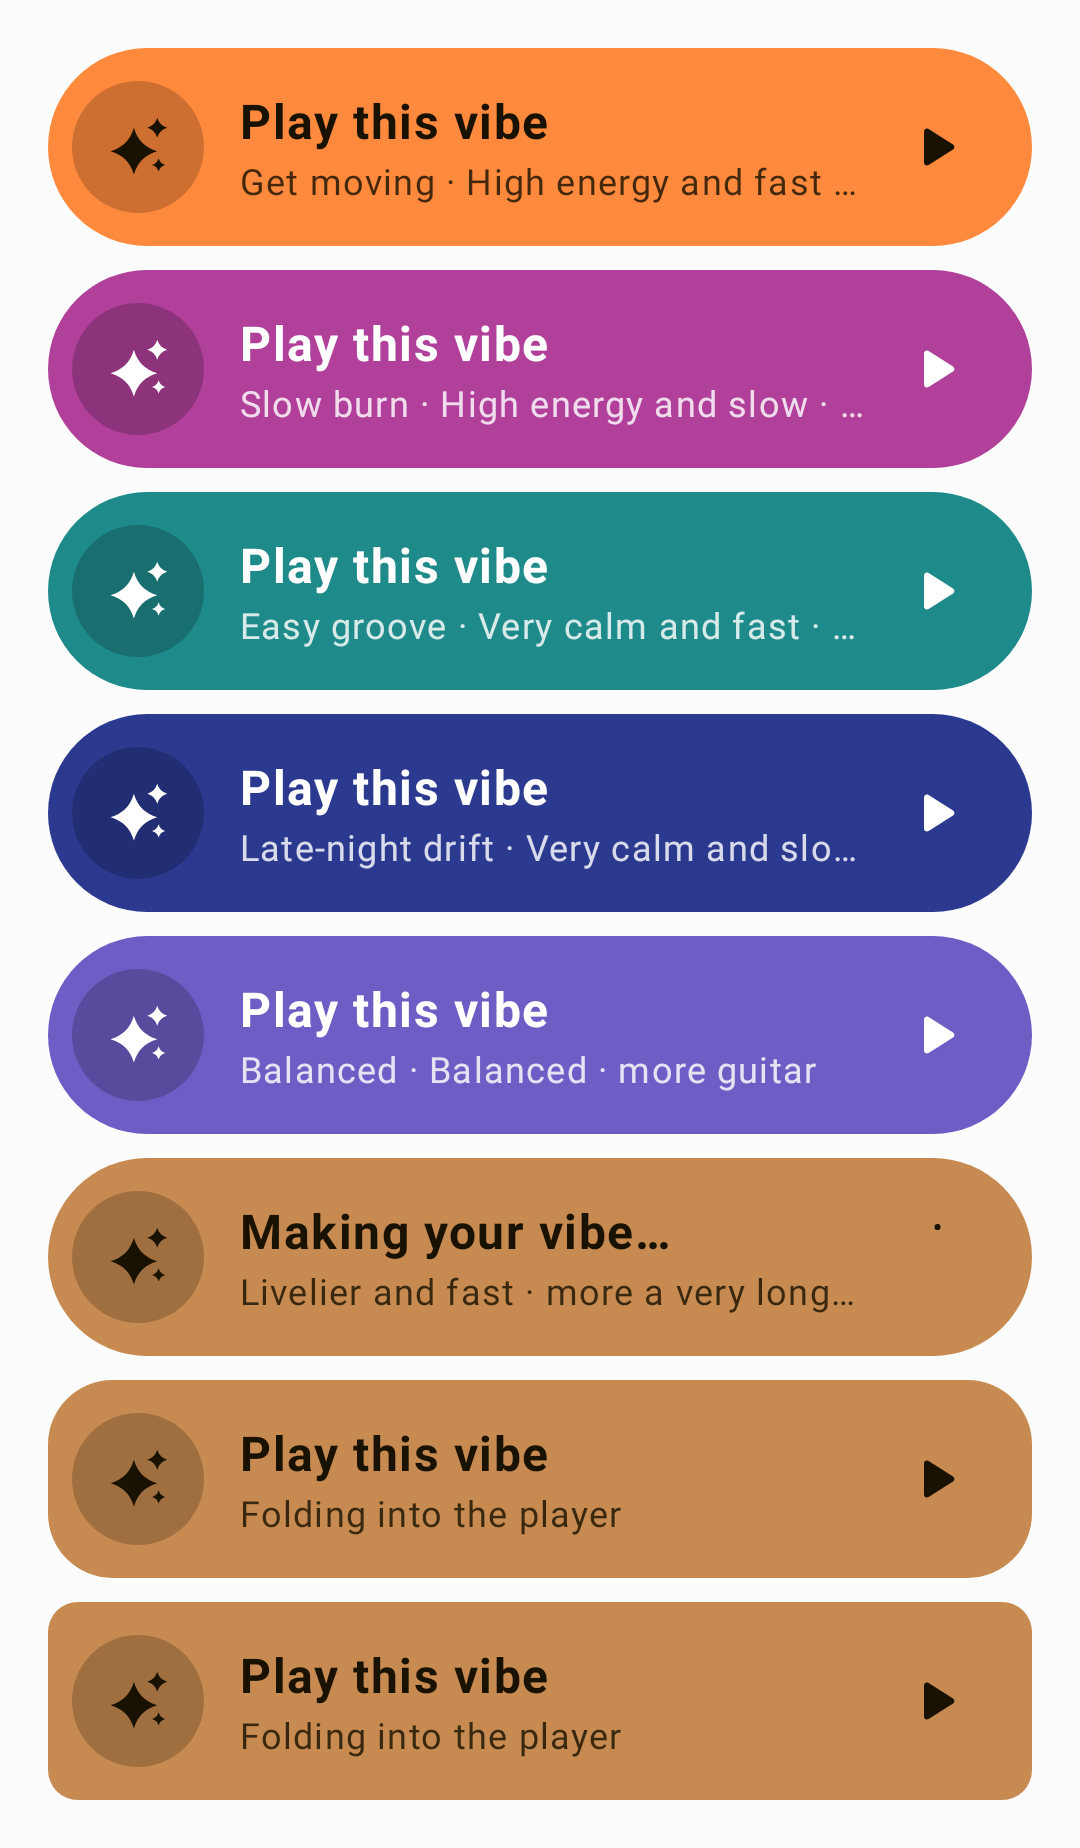 Play this vibe
Get moving · High energy and fast …
Play this vibe
Slow burn · High energy and slow · …
Play this vibe
Easy groove · Very calm and fast · …
Play this vibe
Late-night drift · Very calm and slo…
Play this vibe
Balanced · Balanced · more guitar
Making your vibe…
Livelier and fast · more a very long…
Play this vibe
Folding into the player
Play this vibe
Folding into the player